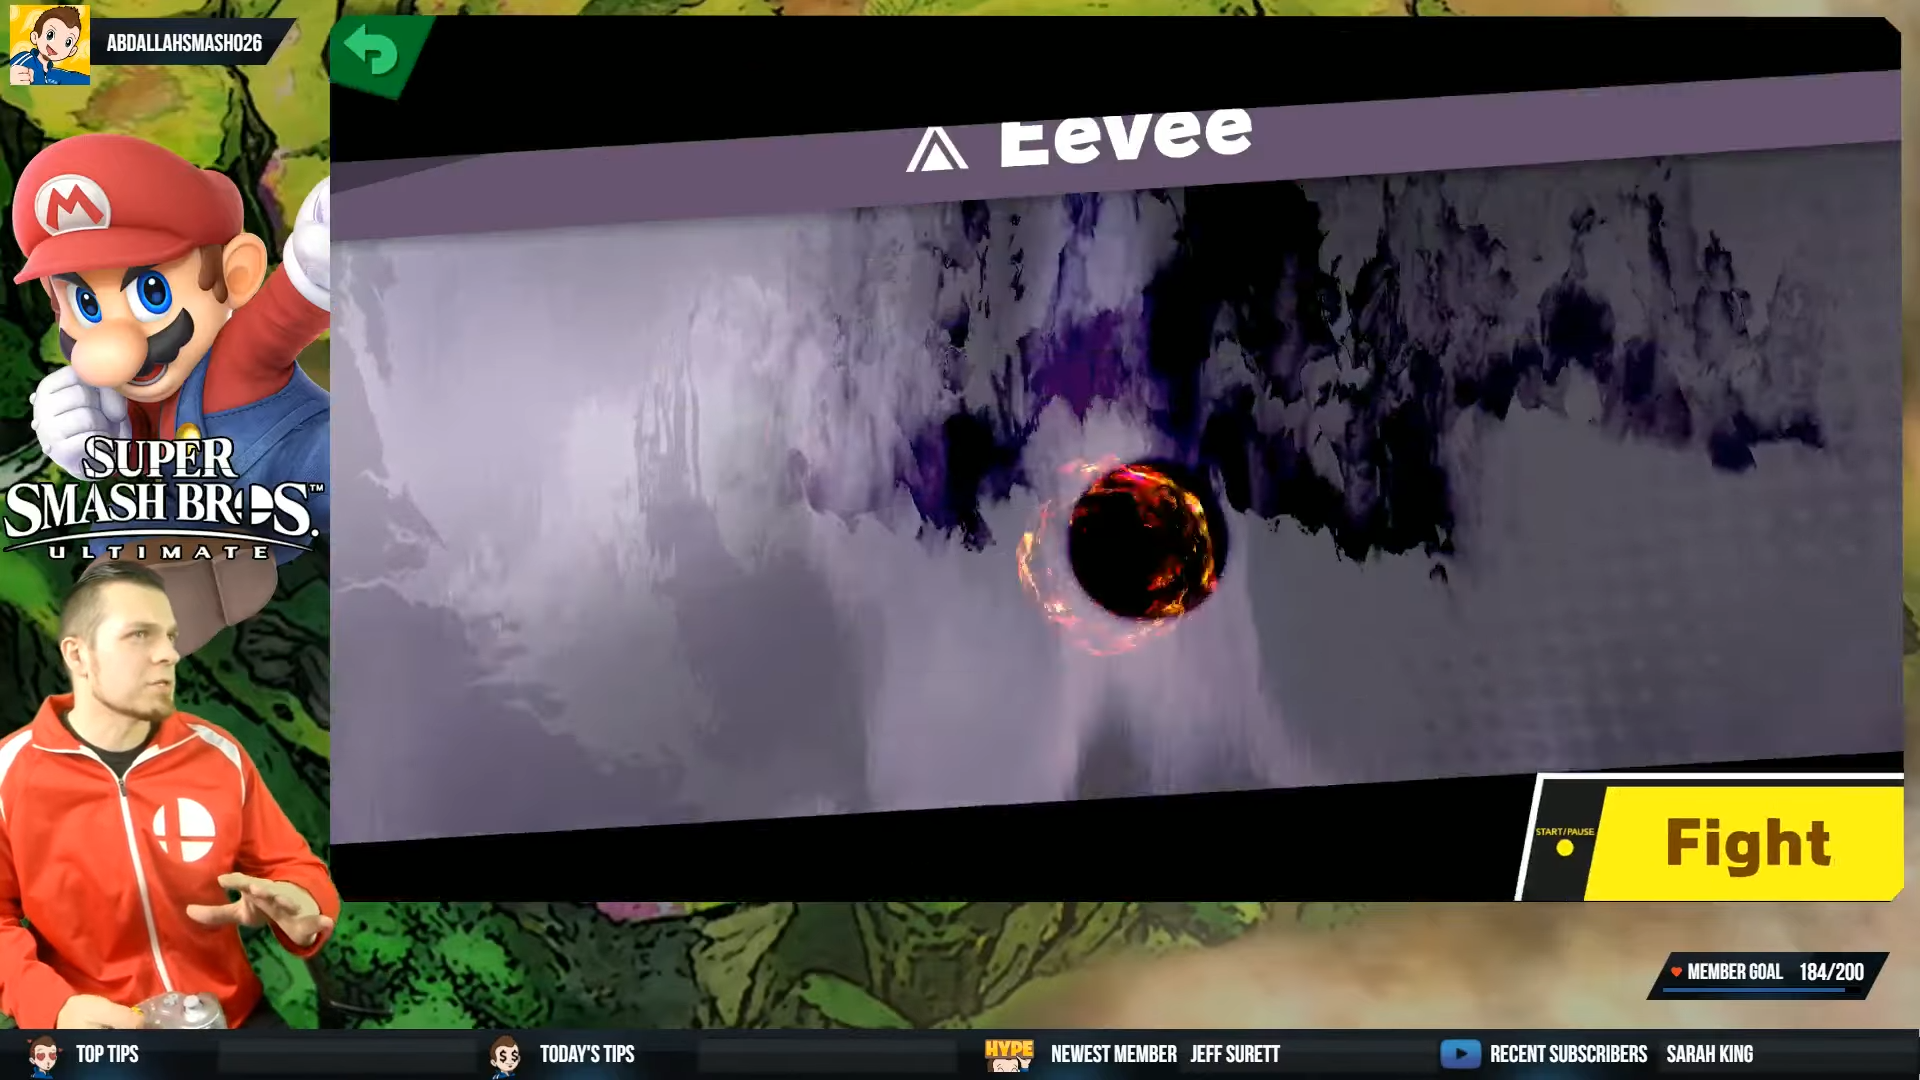 ABDALLAHSMASH026
Eevee
M
SUPER
SMASH BROS.™
ULTIMATE
START/PAUSE
Fight
MEMBER GOAL 184/200
TOP TIPS
TODAY'S TIPS
HYPE
NEWEST MEMBER JEFF SURETT
RECENT SUBSCRIBERS SARAH KING